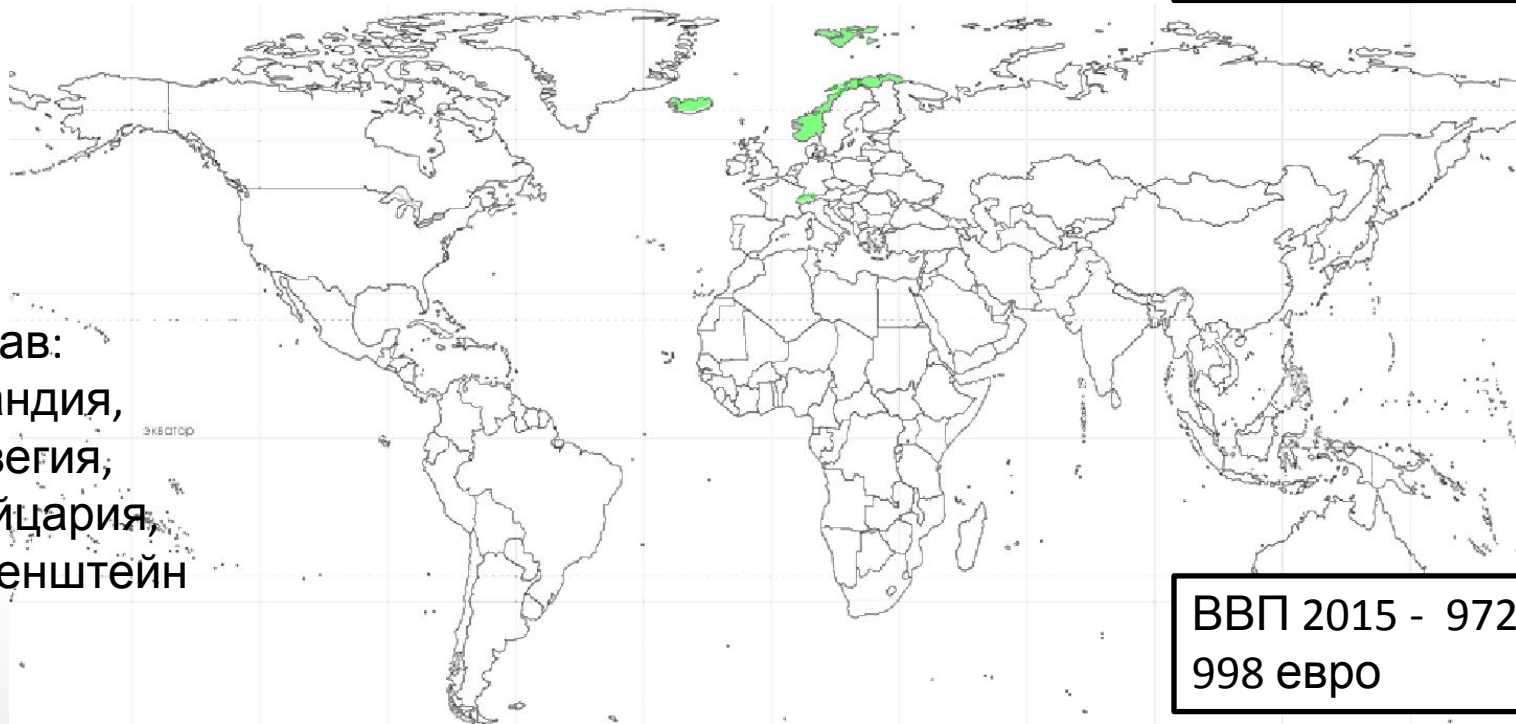 ав:
андия,
экватор
вегия,
йцария,
енштейн
ВВП 2015 - 972
998 евро